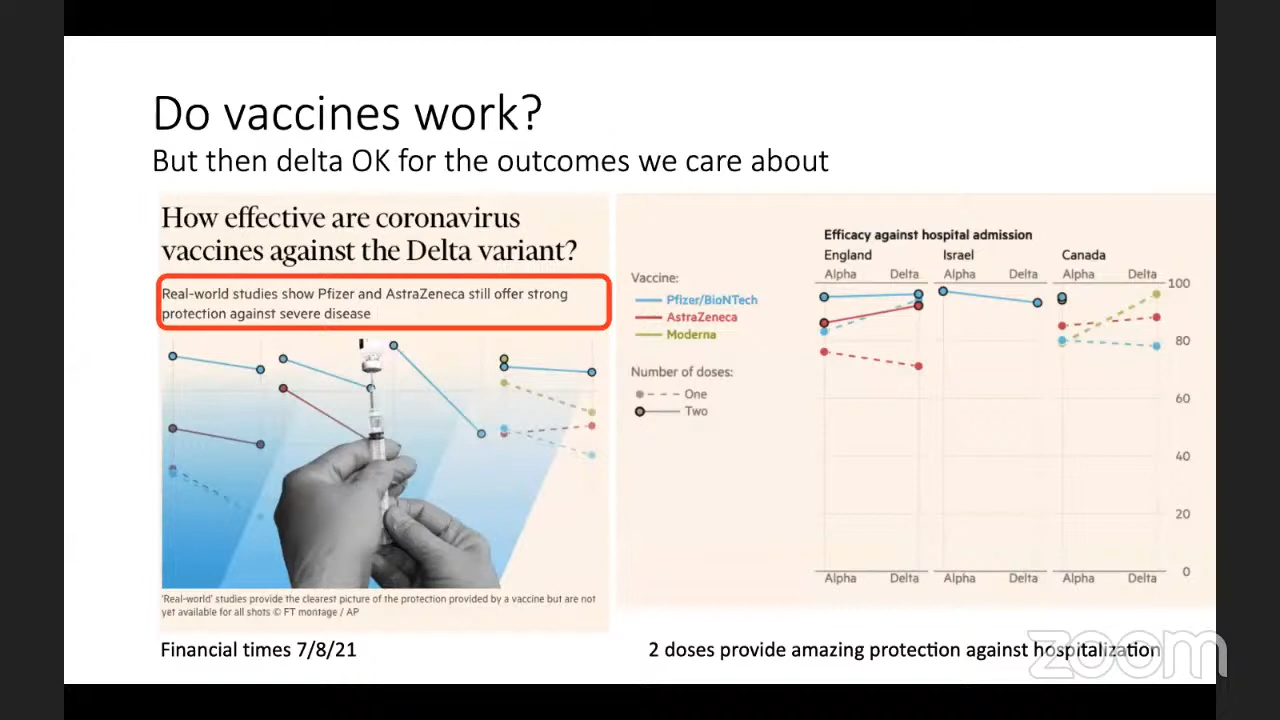 Do vaccines work?
But then delta OK for the outcomes we care about
How effective are coronavirus
vaccines against the Delta variant?
Real-world studies show Pfizer and AstraZeneca still offer strong
protection against severe disease
'Real-world' studies provide the clearest picture of the protection provided by a vaccine but are not
yet available for all shots © FT montage / AP
Financial times 7/8/21
Vaccine:
Pfizer/BioNTech
AstraZeneca
Moderna
Number of doses:
One
Two
Efficacy against hospital admission
England Israel Canada
Alpha Delta Alpha Delta Alpha Delta
100
80
60
40
20
0
Alpha Delta Alpha Delta Alpha Delta
2 doses provide amazing protection against hospitalization
zoom